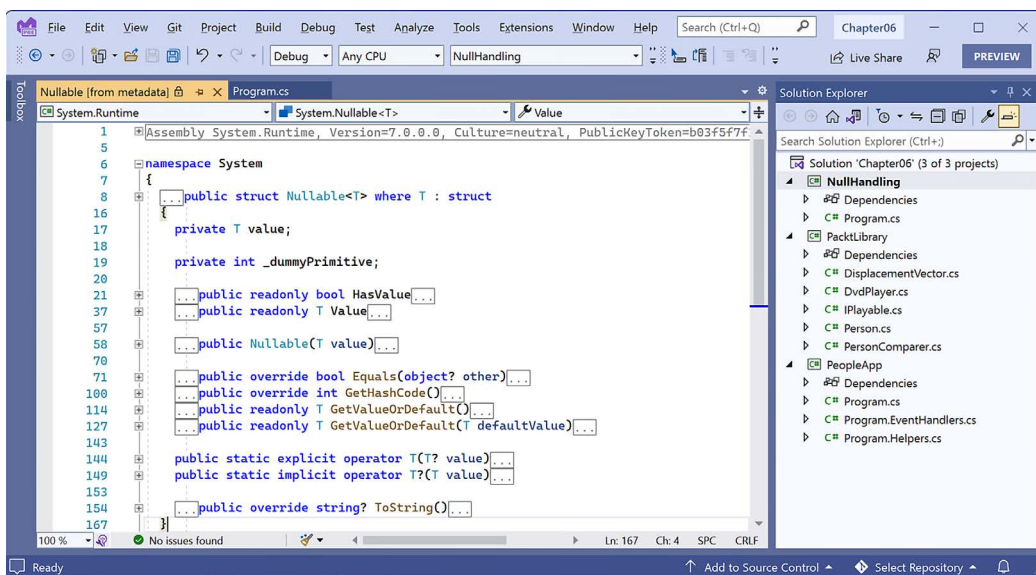 File Edit View Git Project Build Debug Test Analyze Tools Extensions Window Help Search (Ctrl+Q) Chapter06
Debug Any CPU NullHandling Live Share PREVIEW
Toolbox
Nullable [from metadata] Program.cs
System.Runtime System.Nullable<T> Value
1 Assembly System.Runtime, Version=7.0.0.0, Culture=neutral, PublicKeyToken=b03f5f7f
5
6 namespace System
7 {
8 ...public struct Nullable<T> where T : struct
16 {
17 private T value;
18
19 private int _dummyPrimitive;
20
21 ...public readonly bool HasValue...
37 ...public readonly T Value...
57
58 ...public Nullable(T value)...
70
71 ...public override bool Equals(object? other)...
100 ...public override int GetHashCode()...
114 ...public readonly T GetValueOrDefault()...
127 ...public readonly T GetValueOrDefault(T defaultValue)...
143
144 public static explicit operator T(T? value)...
149 public static implicit operator T?(T value)...
153
154 ...public override string? ToString()...
167 }
100 % No issues found Ln: 167 Ch: 4 SPC CRLF
Solution Explorer
Search Solution Explorer (Ctrl+;)
Solution 'Chapter06' (3 of 3 projects)
C# NullHandling
Dependencies
C# Program.cs
C# PacktLibrary
Dependencies
C# DisplacementVector.cs
C# DvdPlayer.cs
C# IPlayable.cs
C# Person.cs
C# PersonComparer.cs
C# PeopleApp
Dependencies
C# Program.cs
C# Program.EventHandlers.cs
C# Program.Helpers.cs
Ready Add to Source Control Select Repository